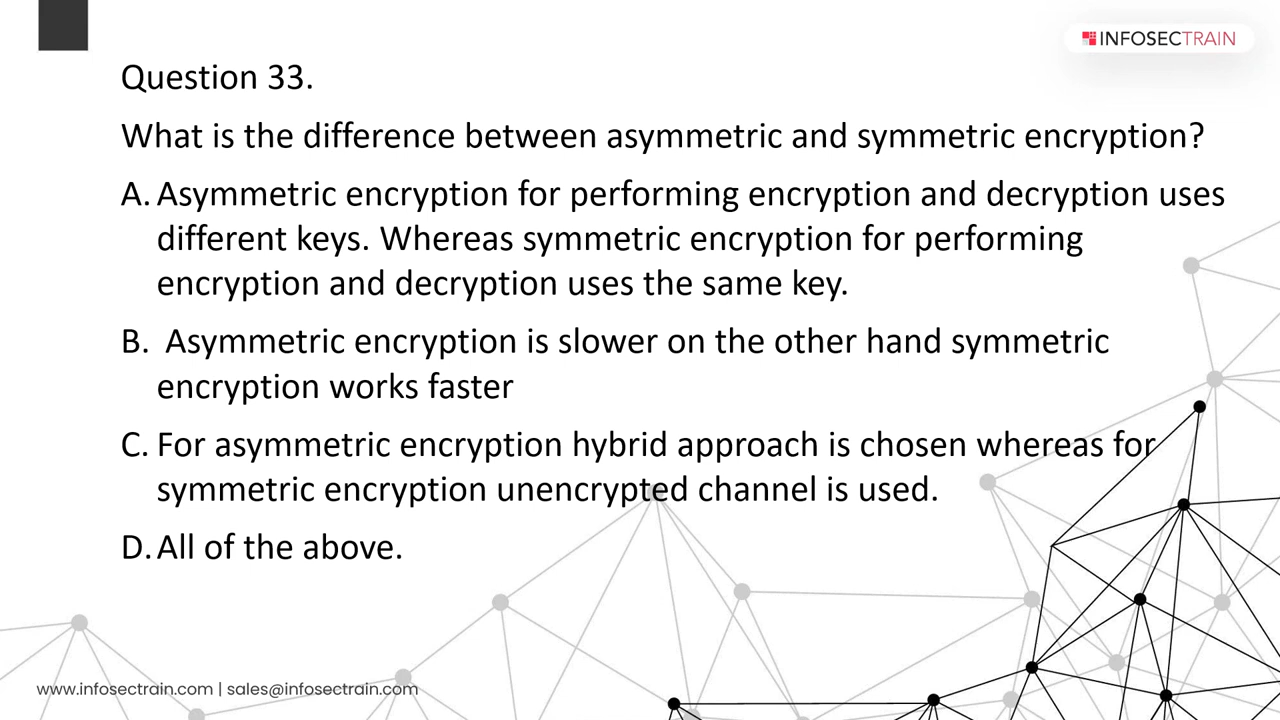 INFOSECTRAIN
Question 33.
What is the difference between asymmetric and symmetric encryption?
A. Asymmetric encryption for performing encryption and decryption uses
different keys. Whereas symmetric encryption for performing
encryption and decryption uses the same key.
B. Asymmetric encryption is slower on the other hand symmetric
encryption works faster
C. For asymmetric encryption hybrid approach is chosen whereas for
symmetric encryption unencrypted channel is used.
D. All of the above.
www.infosectrain.com | sales@infosectrain.com